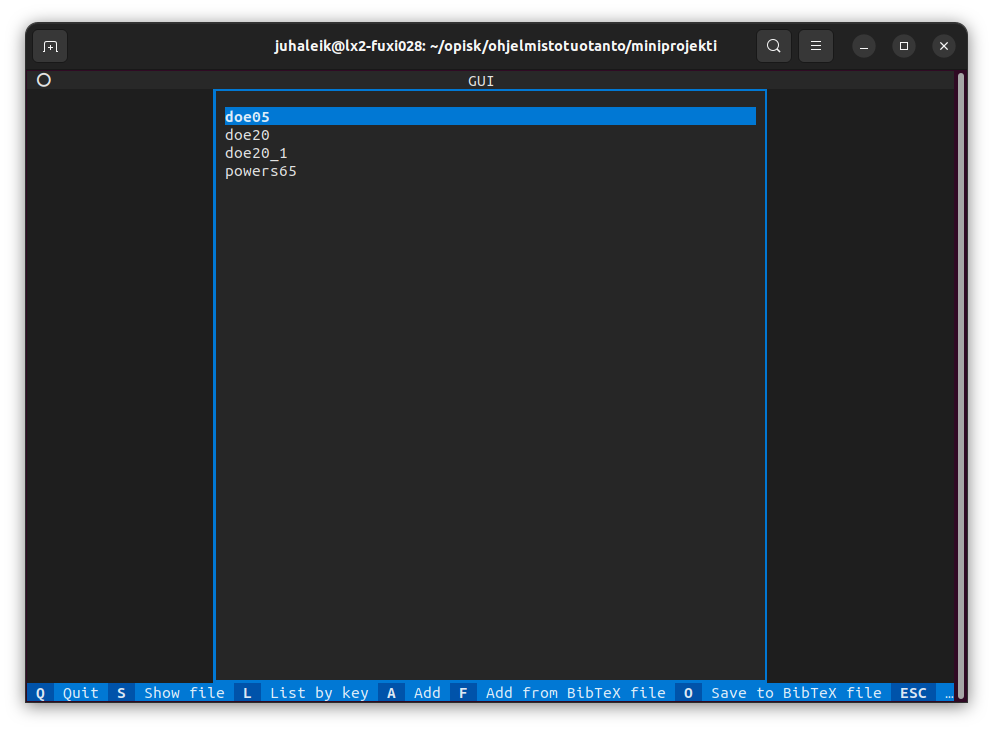 juhaleik@lx2-fuxi028: ~/opisk/ohjelmistotuotanto/miniprojekti
GUI
doe05
doe20
doe20_1
powers65
Q Quit S Show file L List by key A Add F Add from BibTeX file O Save to BibTeX file ESC …